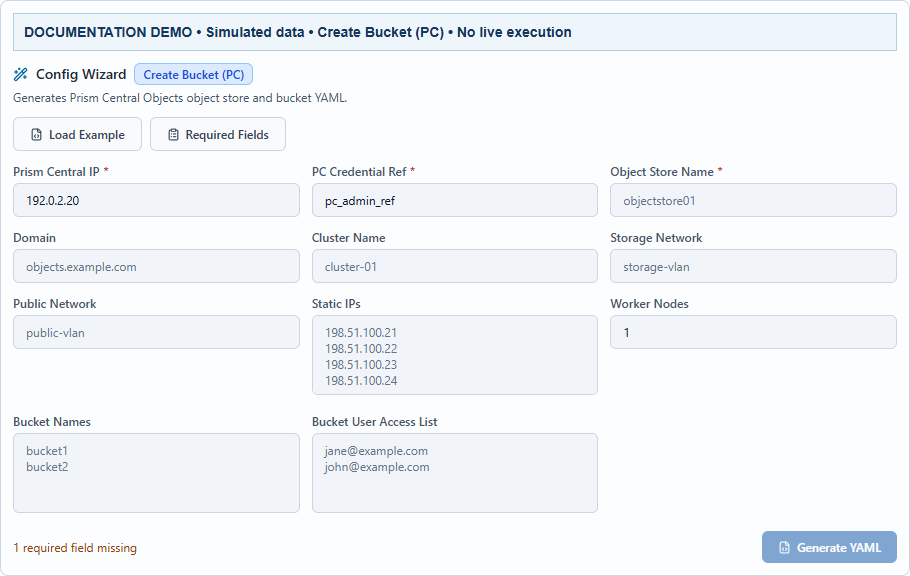 DOCUMENTATION DEMO • Simulated data • Create Bucket (PC) • No live execution
Config Wizard Create Bucket (PC)
Generates Prism Central Objects object store and bucket YAML.
Load Example Required Fields
Prism Central IP * PC Credential Ref * Object Store Name *
192.0.2.20 pc_admin_ref objectstore01
Domain Cluster Name Storage Network
objects.example.com cluster-01 storage-vlan
Public Network Static IPs Worker Nodes
public-vlan 198.51.100.21 1
198.51.100.22
198.51.100.23
198.51.100.24
Bucket Names Bucket User Access List
bucket1 jane@example.com
bucket2 john@example.com
1 required field missing Generate YAML